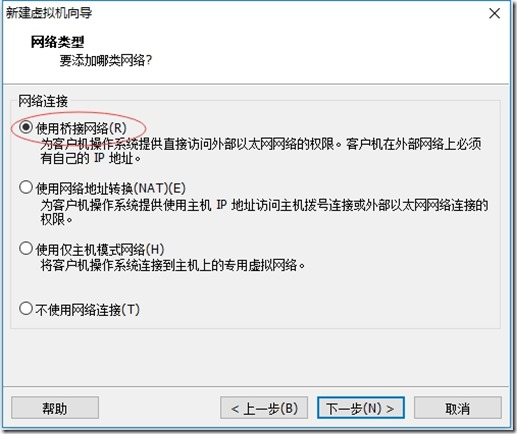 新建虚拟机向导
网络类型
要添加哪类网络?
网络连接
使用桥接网络(R)
为客户机操作系统提供直接访问外部以太网网络的权限。客户机在外部网络上必须
有自己的 IP 地址。
使用网络地址转换(NAT)(E)
为客户机操作系统提供使用主机 IP 地址访问主机拨号连接或外部以太网网络连接的
权限。
使用仅主机模式网络(H)
将客户机操作系统连接到主机上的专用虚拟网络。
不使用网络连接(T)
帮助
< 上一步(B)
下一步(N) >
取消